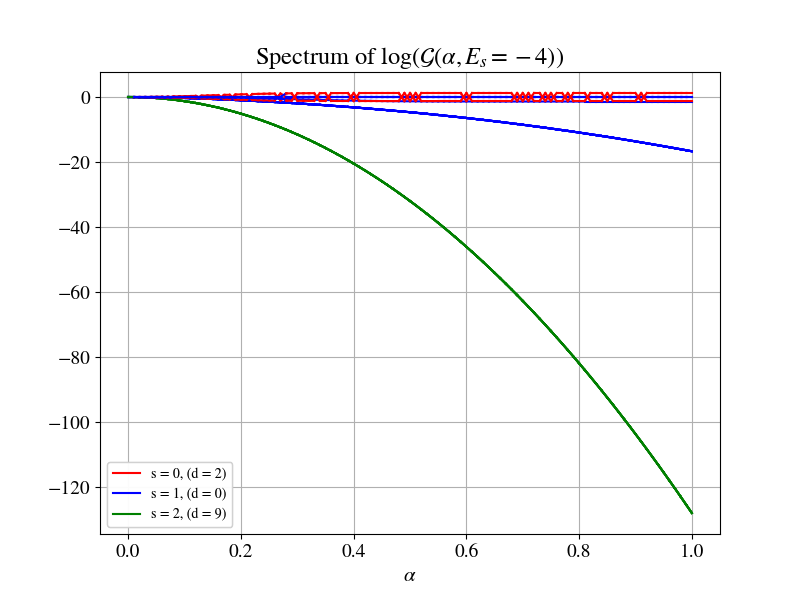 Spectrum of log(𝒢(α, E_s = −4))
0
−20
−40
−60
−80
−100
−120
s = 0, (d = 2)
s = 1, (d = 0)
s = 2, (d = 9)
0.0 0.2 0.4 0.6 0.8 1.0
α